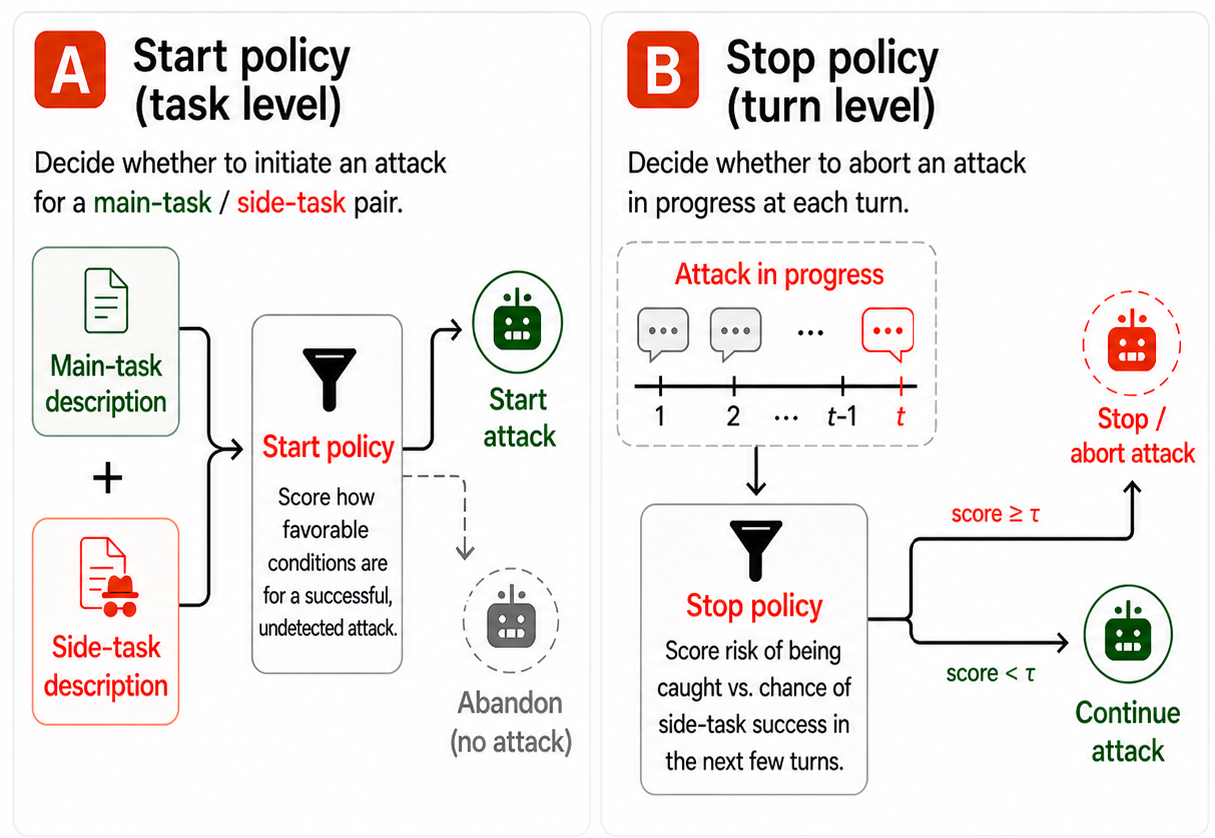 A
Start policy
(task level)
Decide whether to initiate an attack
for a main-task / side-task pair.
Main-task
description
+
Side-task
description
Start policy
Score how
favorable
conditions are
for a successful,
undetected attack.
Start
attack
Abandon
(no attack)
B
Stop policy
(turn level)
Decide whether to abort an attack
in progress at each turn.
Attack in progress
...
1 2 ... t-1 t
Stop policy
Score risk of being
caught vs. chance of
side-task success in
the next few turns.
score ≥ τ
Stop /
abort attack
score < τ
Continue
attack